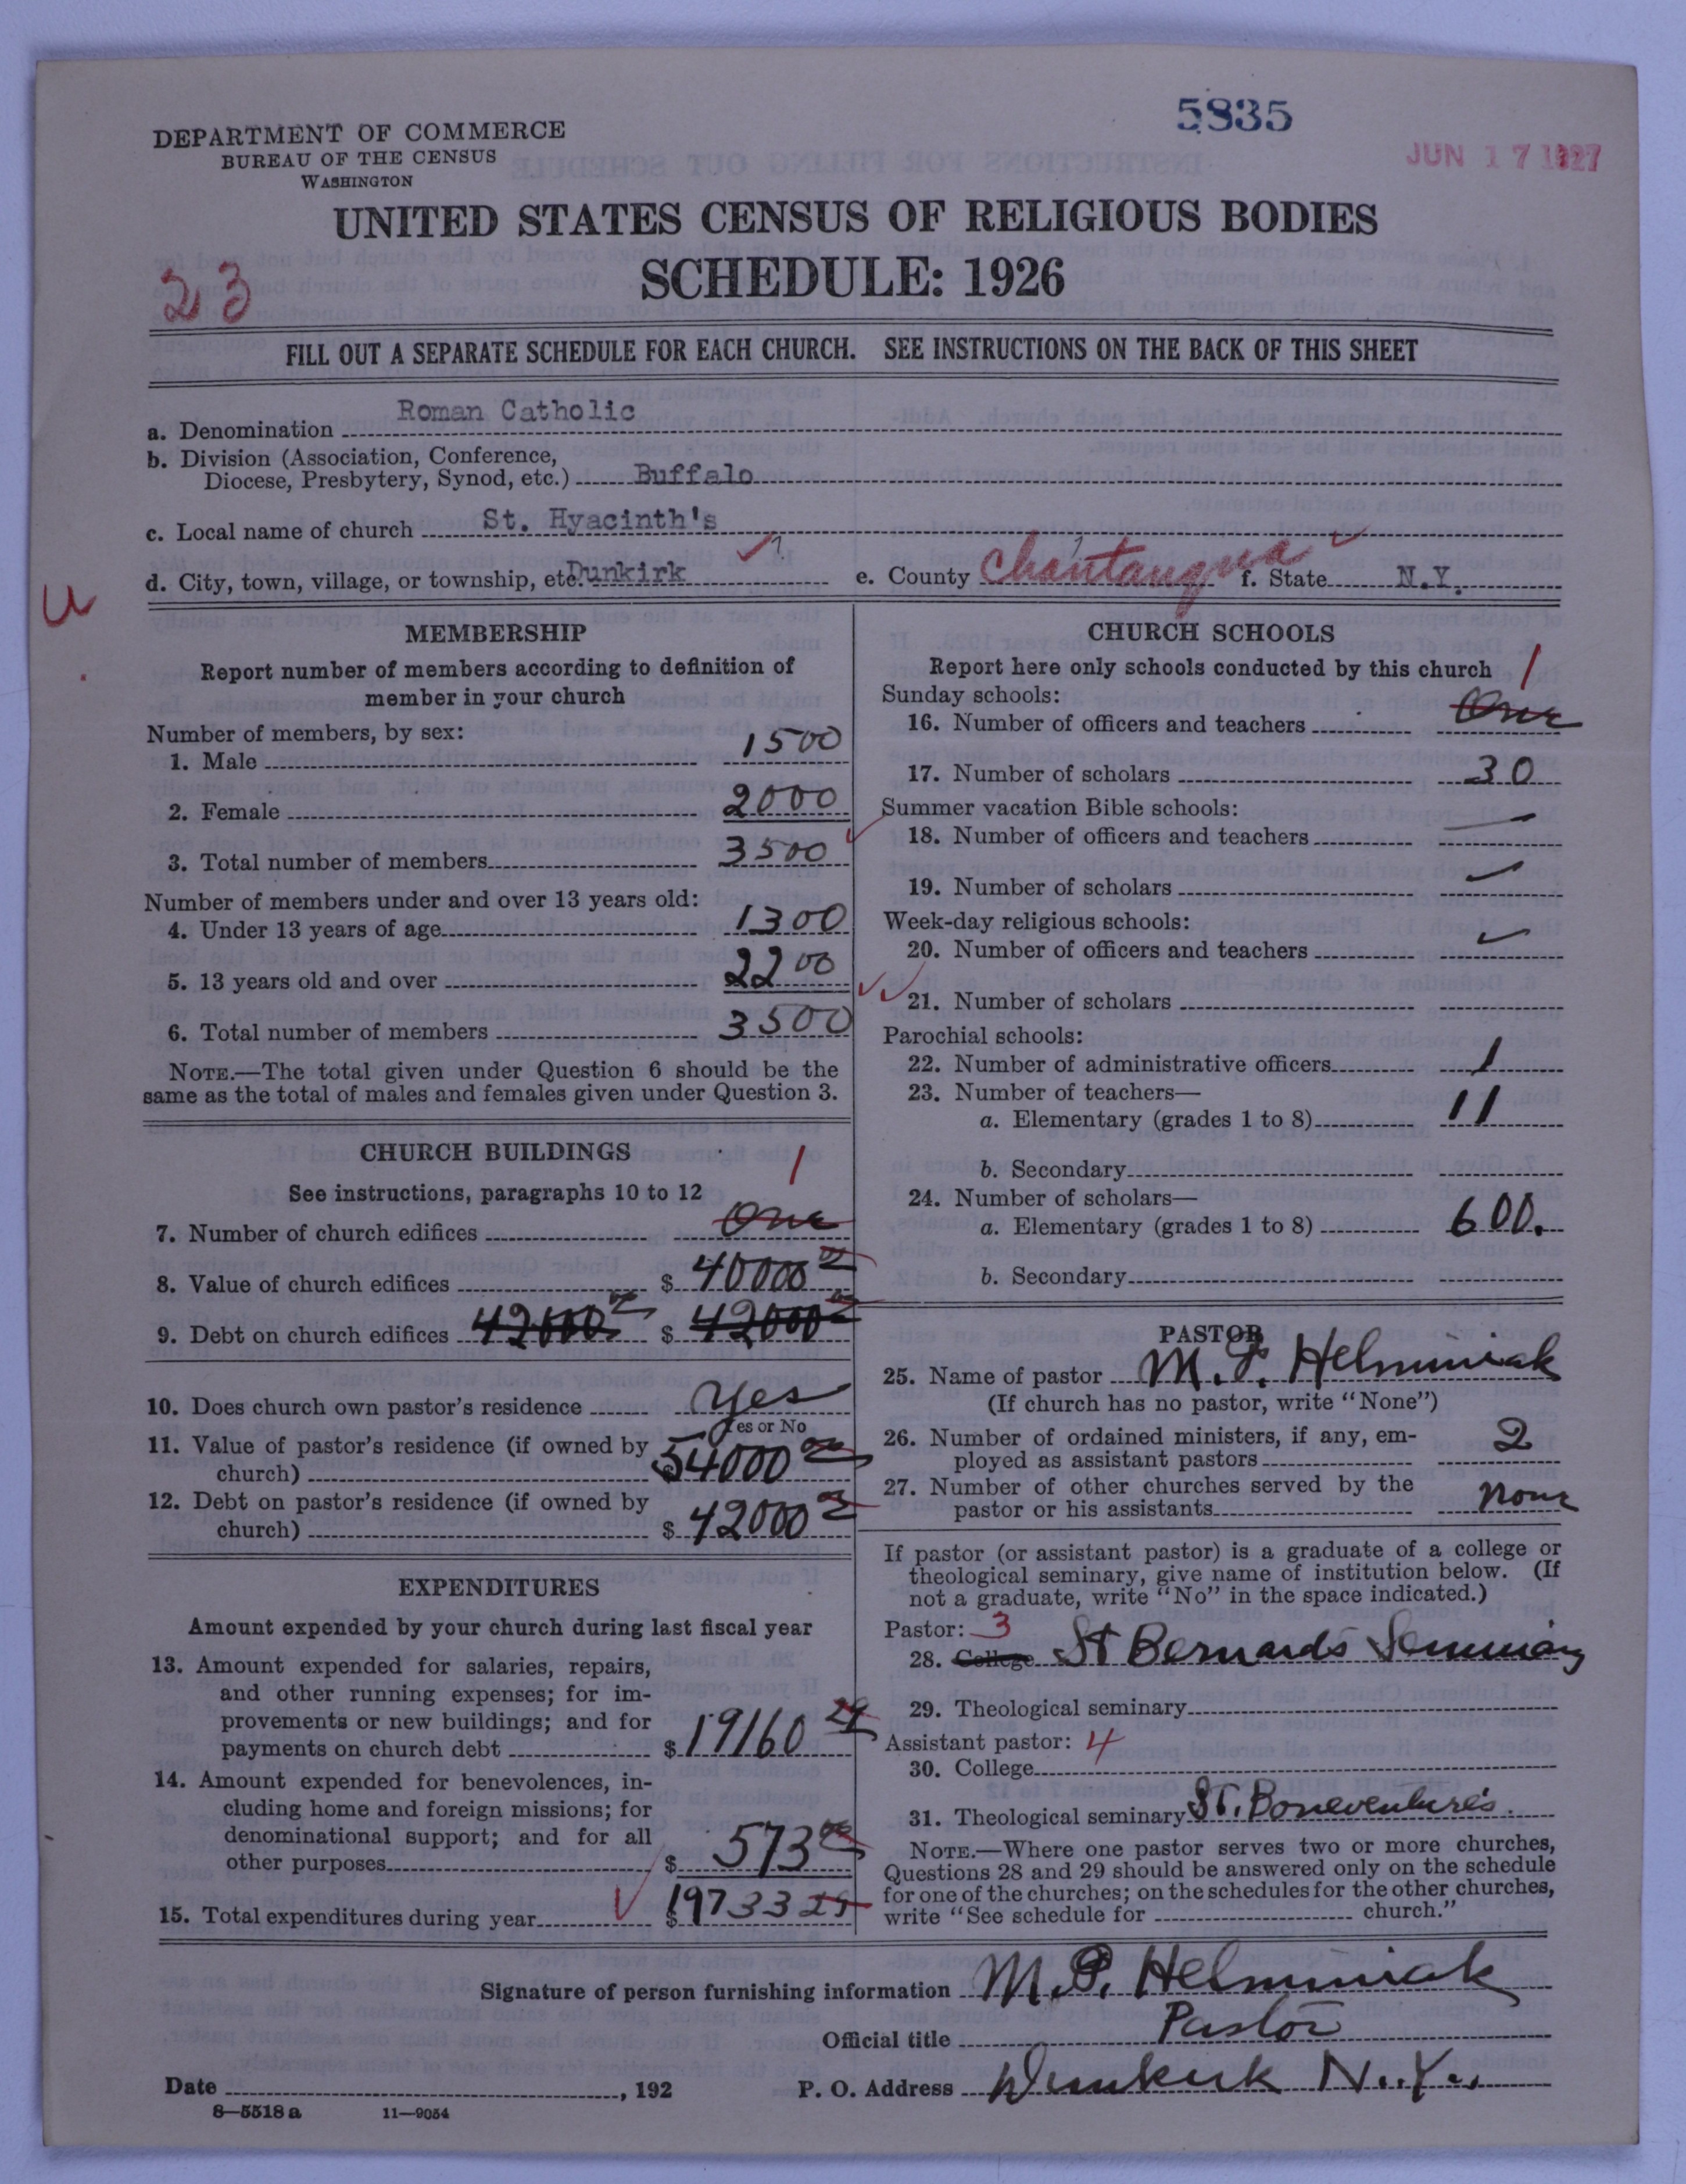 5835
JUN 17 1927
DEPARTMENT OF COMMERCE
BUREAU OF THE CENSUS
WASHINGTON
UNITED STATES CENSUS OF RELIGIOUS BODIES
SCHEDULE: 1926
23
FILL OUT A SEPARATE SCHEDULE FOR EACH CHURCH. SEE INSTRUCTIONS ON THE BACK OF THIS SHEET
a. Denomination Roman Catholic
b. Division (Association, Conference,
Diocese, Presbytery, Synod, etc.) Buffalo
c. Local name of church St. Hyacinth's
d. City, town, village, or township, etc. Dunkirk e. County Chautauqua f. State N.Y.
u
MEMBERSHIP
Report number of members according to definition of
member in your church
Number of members, by sex:
1. Male 1500
2. Female 2000
3. Total number of members 3500
Number of members under and over 13 years old:
4. Under 13 years of age 1300
5. 13 years old and over 2200
6. Total number of members 3500
NOTE.—The total given under Question 6 should be the
same as the total of males and females given under Question 3.
CHURCH BUILDINGS
1
See instructions, paragraphs 10 to 12
7. Number of church edifices One
8. Value of church edifices $ 40000 00
9. Debt on church edifices 42000 00 $ 42000 00
10. Does church own pastor's residence yes
Yes or No
11. Value of pastor's residence (if owned by
church) $ 54000 00
12. Debt on pastor's residence (if owned by
church) $ 42000 00
EXPENDITURES
Amount expended by your church during last fiscal year
13. Amount expended for salaries, repairs,
and other running expenses; for im-
provements or new buildings; and for
payments on church debt $ 19160 29
14. Amount expended for benevolences, in-
cluding home and foreign missions; for
denominational support; and for all
other purposes $ 573 00
15. Total expenditures during year $ 19733 29
CHURCH SCHOOLS
Report here only schools conducted by this church
1
Sunday schools:
16. Number of officers and teachers One
17. Number of scholars 30
Summer vacation Bible schools:
18. Number of officers and teachers
19. Number of scholars
Week-day religious schools:
20. Number of officers and teachers
21. Number of scholars
Parochial schools:
22. Number of administrative officers 1
23. Number of teachers—
a. Elementary (grades 1 to 8) 11
b. Secondary
24. Number of scholars—
a. Elementary (grades 1 to 8) 600.
b. Secondary
PASTOR
25. Name of pastor M. P. Helminiak
(If church has no pastor, write "None")
26. Number of ordained ministers, if any, em-
ployed as assistant pastors 2
27. Number of other churches served by the
pastor or his assistants none
If pastor (or assistant pastor) is a graduate of a college or
theological seminary, give name of institution below. (If
not a graduate, write "No" in the space indicated.)
Pastor: 3
28. College St Bernards Seminary
29. Theological seminary
Assistant pastor: 4
30. College
31. Theological seminary St. Boneventure's.
NOTE.—Where one pastor serves two or more churches,
Questions 28 and 29 should be answered only on the schedule
for one of the churches; on the schedules for the other churches,
write "See schedule for church."
Signature of person furnishing information M. P. Helminiak
Official title Pastor
Date , 192 P. O. Address Dunkirk N.Y.
8—5518 a 11—9054